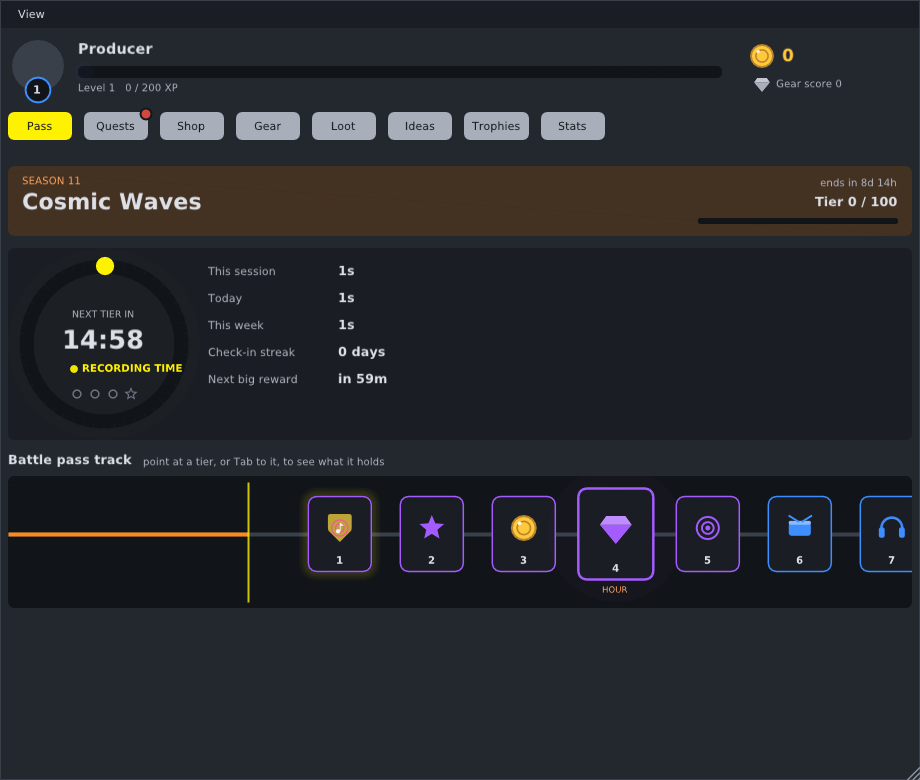 View
Producer
0
1
Level 1 0 / 200 XP
Gear score 0
Pass Quests Shop Gear Loot Ideas Trophies Stats
SEASON 11
ends in 8d 14h
Cosmic Waves
Tier 0 / 100
NEXT TIER IN
14:58
RECORDING TIME
This session 1s
Today 1s
This week 1s
Check-in streak 0 days
Next big reward in 59m
Battle pass track point at a tier, or Tab to it, to see what it holds
1 2 3 4 5 6 7
HOUR